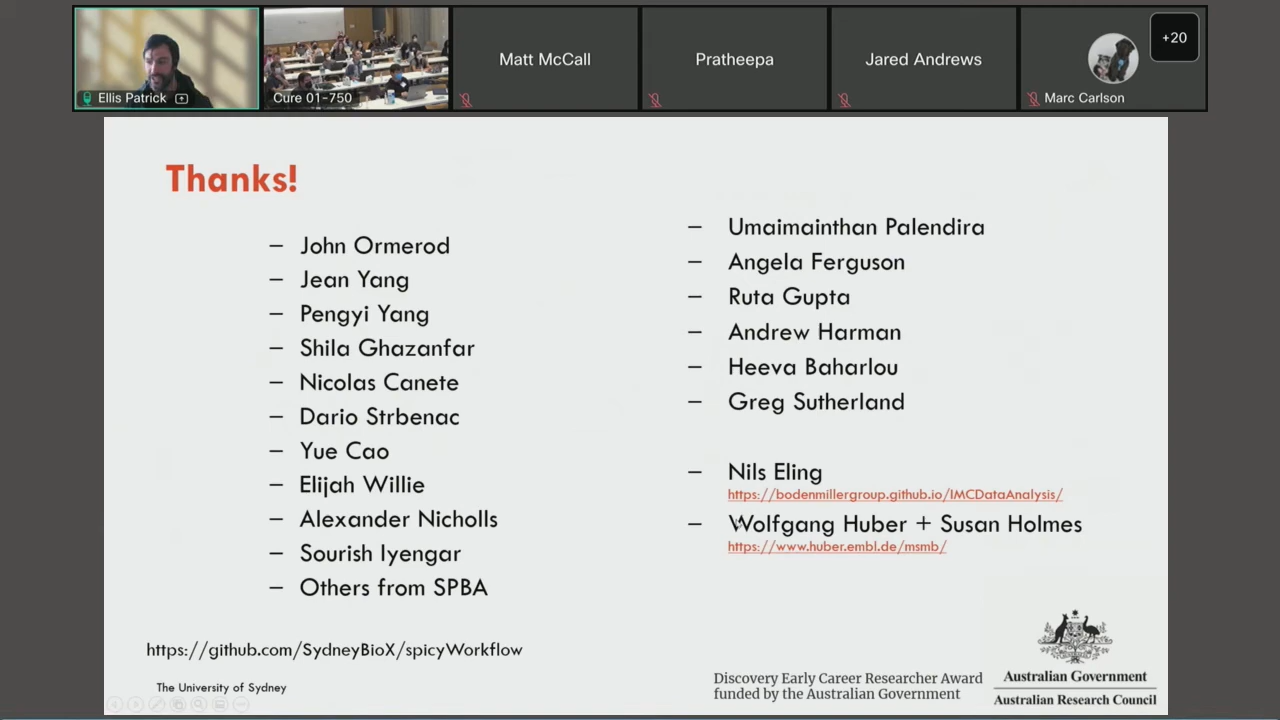 Ellis Patrick
Cure 01-750
Matt McCall
Pratheepa
Jared Andrews
Marc Carlson
+20
Thanks!
– John Ormerod
– Jean Yang
– Pengyi Yang
– Shila Ghazanfar
– Nicolas Canete
– Dario Strbenac
– Yue Cao
– Elijah Willie
– Alexander Nicholls
– Sourish Iyengar
– Others from SPBA
– Umaimainthan Palendira
– Angela Ferguson
– Ruta Gupta
– Andrew Harman
– Heeva Baharlou
– Greg Sutherland
– Nils Eling
https://bodenmillergroup.github.io/IMCDataAnalysis/
– Wolfgang Huber + Susan Holmes
https://www.huber.embl.de/msmb/
https://github.com/SydneyBioX/spicyWorkflow
The University of Sydney
Discovery Early Career Researcher Award
funded by the Australian Government
Australian Government
Australian Research Council